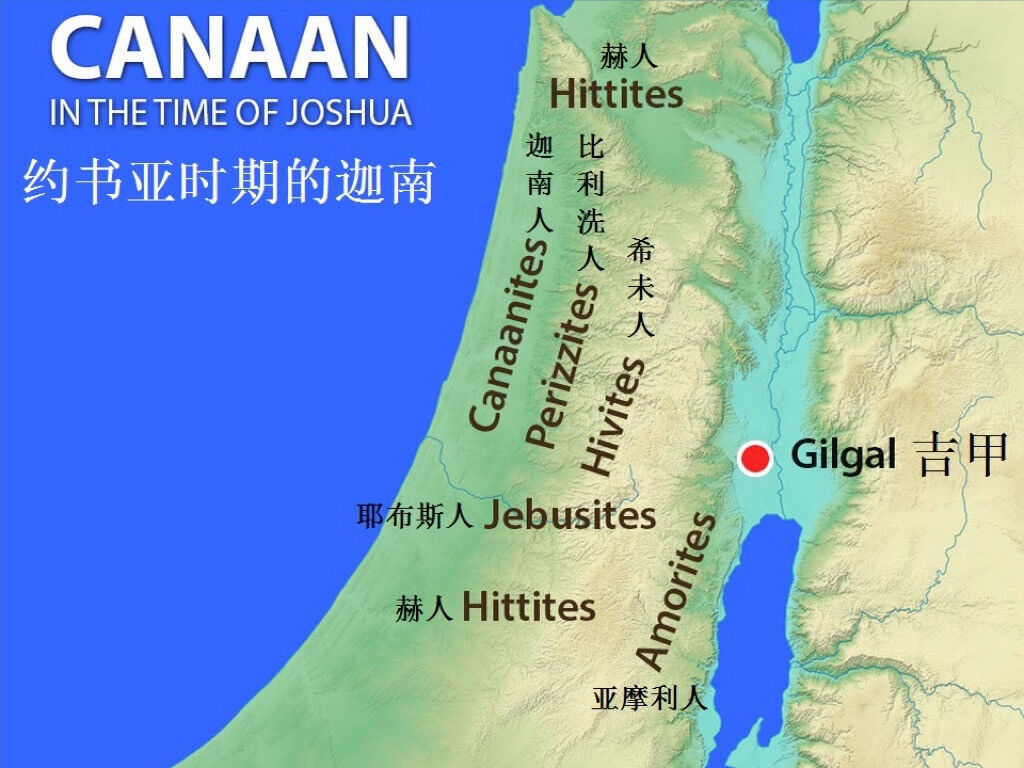 CANAAN
IN THE TIME OF JOSHUA
约书亚时期的迦南
赫人
Hittites
迦南人
Canaanites
比利洗人
Perizzites
希未人
Hivites
Gilgal 吉甲
耶布斯人 Jebusites
赫人 Hittites
Amorites
亚摩利人